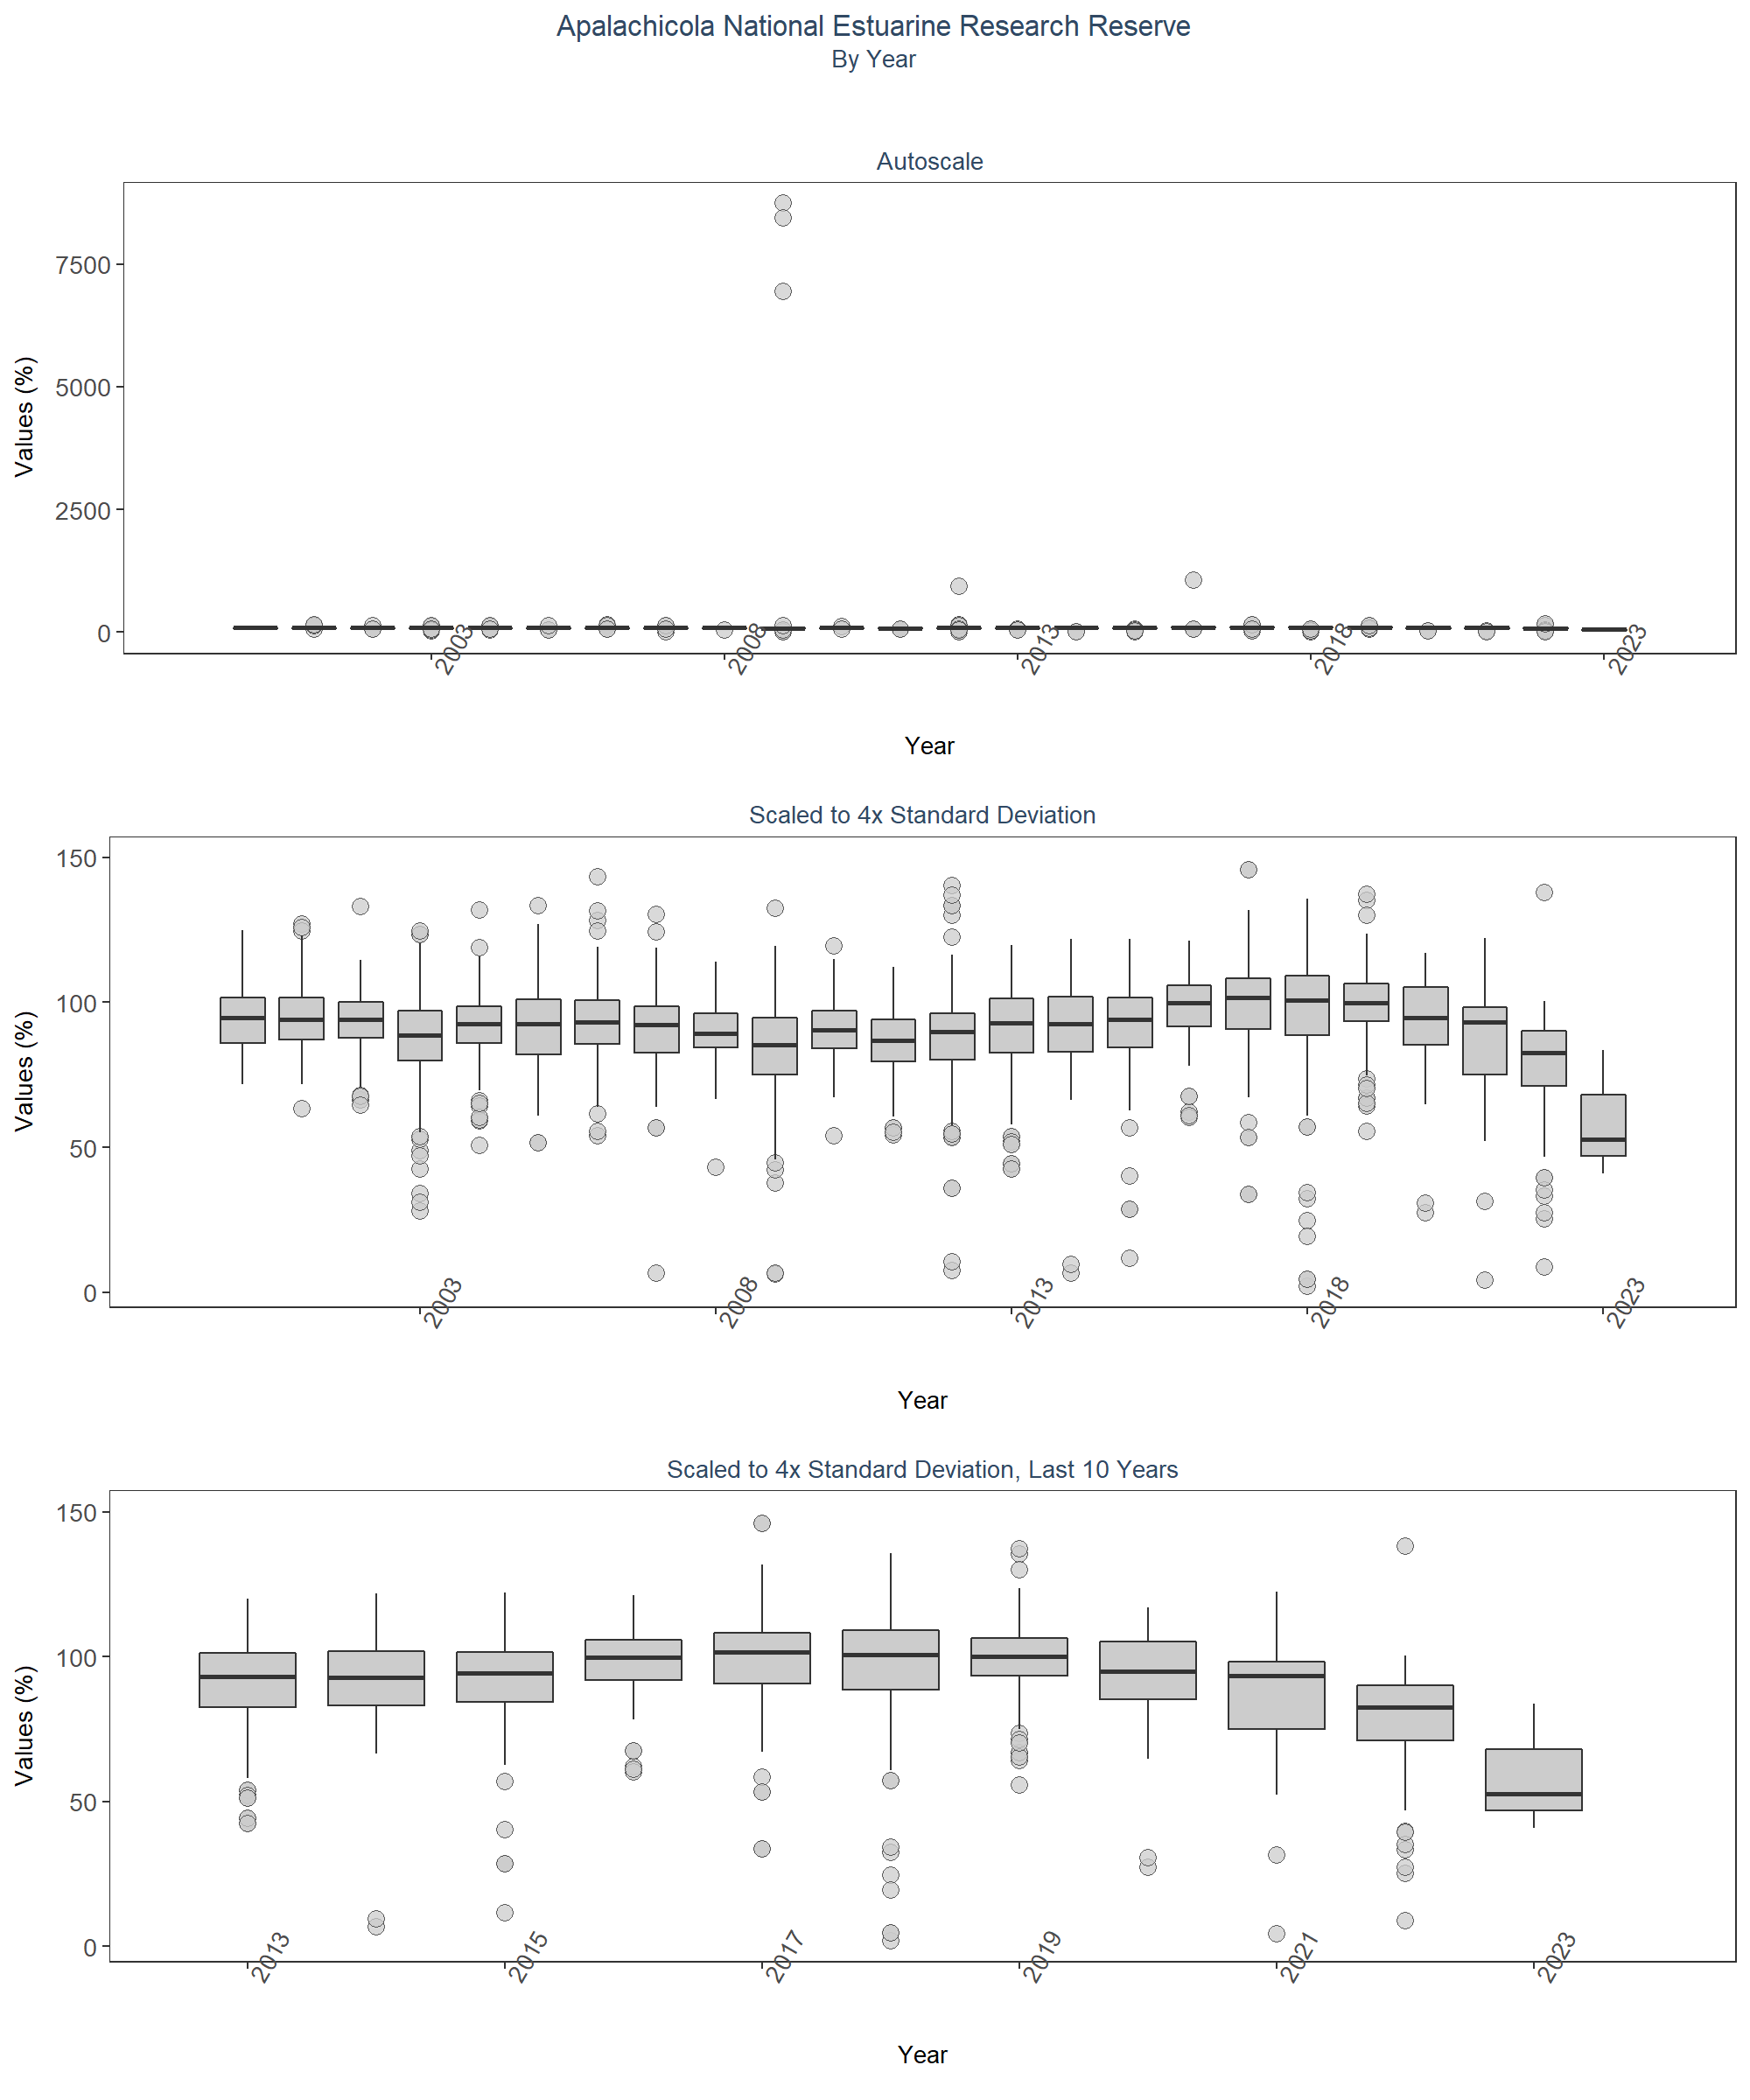 Apalachicola National Estuarine Research Reserve
By Year
Autoscale
Values (%)
7500
5000
2500
0
2003
2008
2013
2018
2023
Year
Scaled to 4x Standard Deviation
Values (%)
150
100
50
0
2003
2008
2013
2018
2023
Year
Scaled to 4x Standard Deviation, Last 10 Years
Values (%)
150
100
50
0
2013
2015
2017
2019
2021
2023
Year